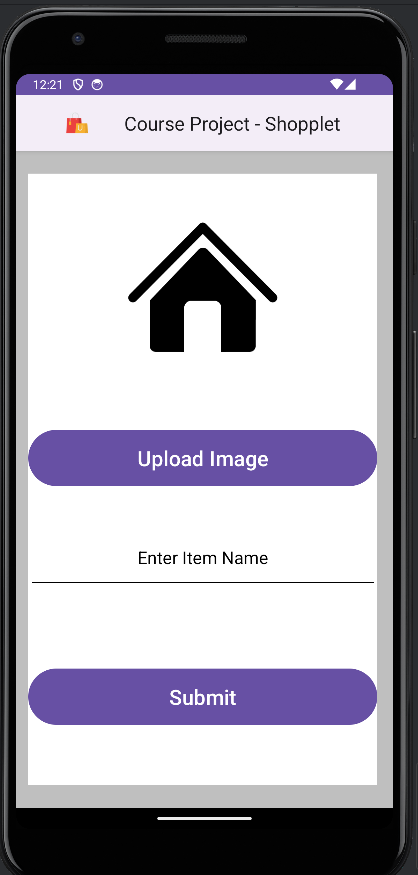 12:21
Course Project - Shopplet
Upload Image
Enter Item Name
Submit